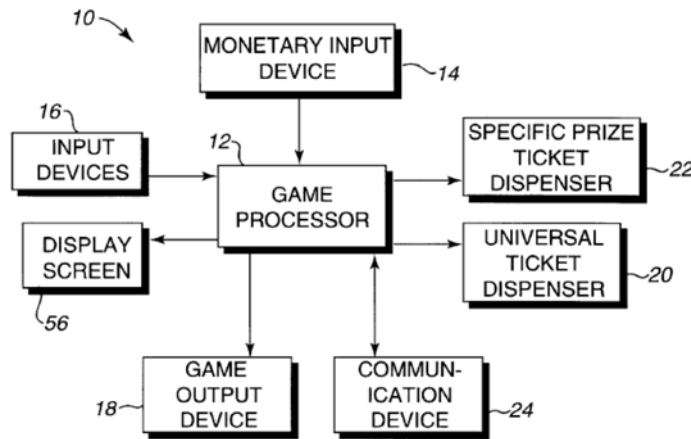 10
MONETARY INPUT
DEVICE
14
16
INPUT
DEVICES
12
GAME
PROCESSOR
SPECIFIC PRIZE
TICKET
DISPENSER
22
DISPLAY
SCREEN
56
UNIVERSAL
TICKET
DISPENSER
20
GAME
OUTPUT
DEVICE
18
COMMUN-
ICATION
DEVICE
24